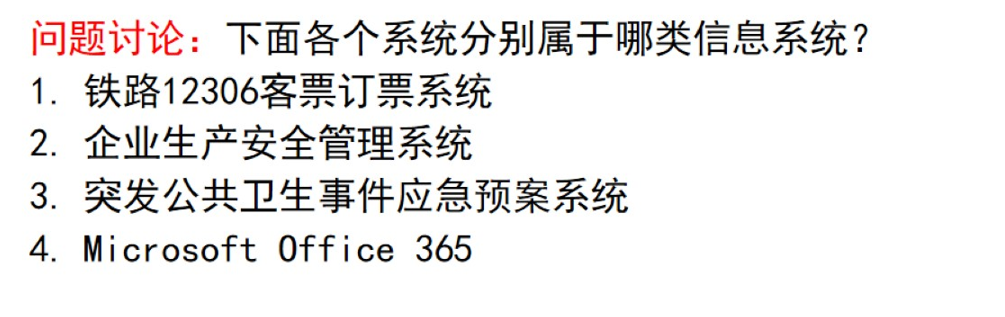 问题讨论：下面各个系统分别属于哪类信息系统？
1. 铁路12306客票订票系统
2. 企业生产安全管理系统
3. 突发公共卫生事件应急预案系统
4. Microsoft Office 365